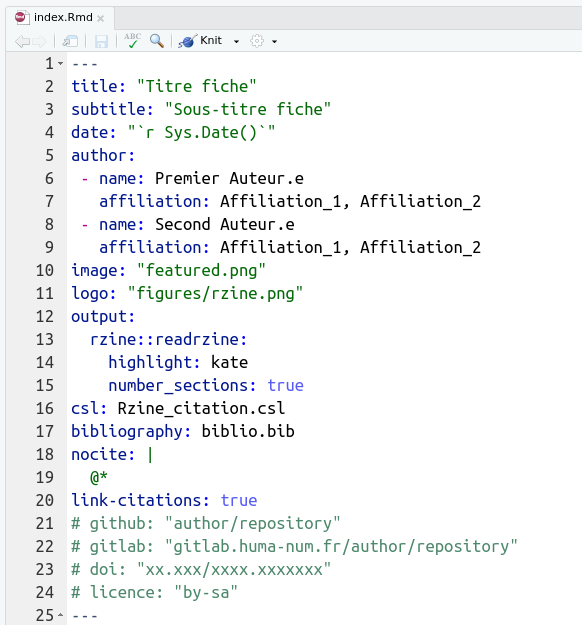 index.Rmd
ABC Knit
1 ---
2 title: "Titre fiche"
3 subtitle: "Sous-titre fiche"
4 date: "`r Sys.Date()`"
5 author:
6 - name: Premier Auteur.e
7 affiliation: Affiliation_1, Affiliation_2
8 - name: Second Auteur.e
9 affiliation: Affiliation_1, Affiliation_2
10 image: "featured.png"
11 logo: "figures/rzine.png"
12 output:
13 rzine::readrzine:
14 highlight: kate
15 number_sections: true
16 csl: Rzine_citation.csl
17 bibliography: biblio.bib
18 nocite: |
19 @*
20 link-citations: true
21 # github: "author/repository"
22 # gitlab: "gitlab.huma-num.fr/author/repository"
23 # doi: "xx.xxx/xxxx.xxxxxxx"
24 # licence: "by-sa"
25 ---